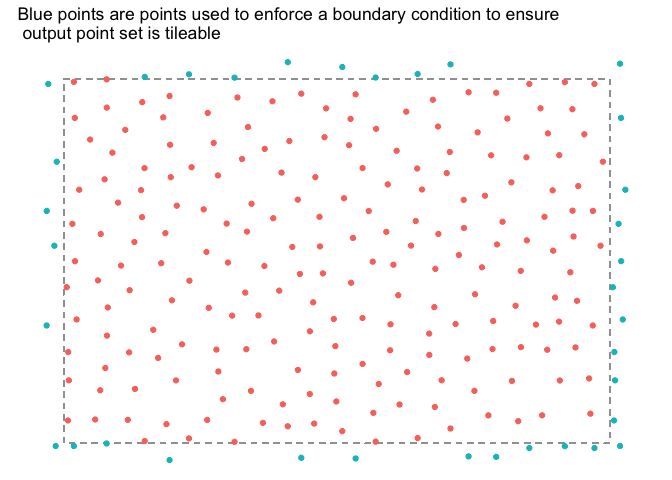 Blue points are points used to enforce a boundary condition to ensure
output point set is tileable